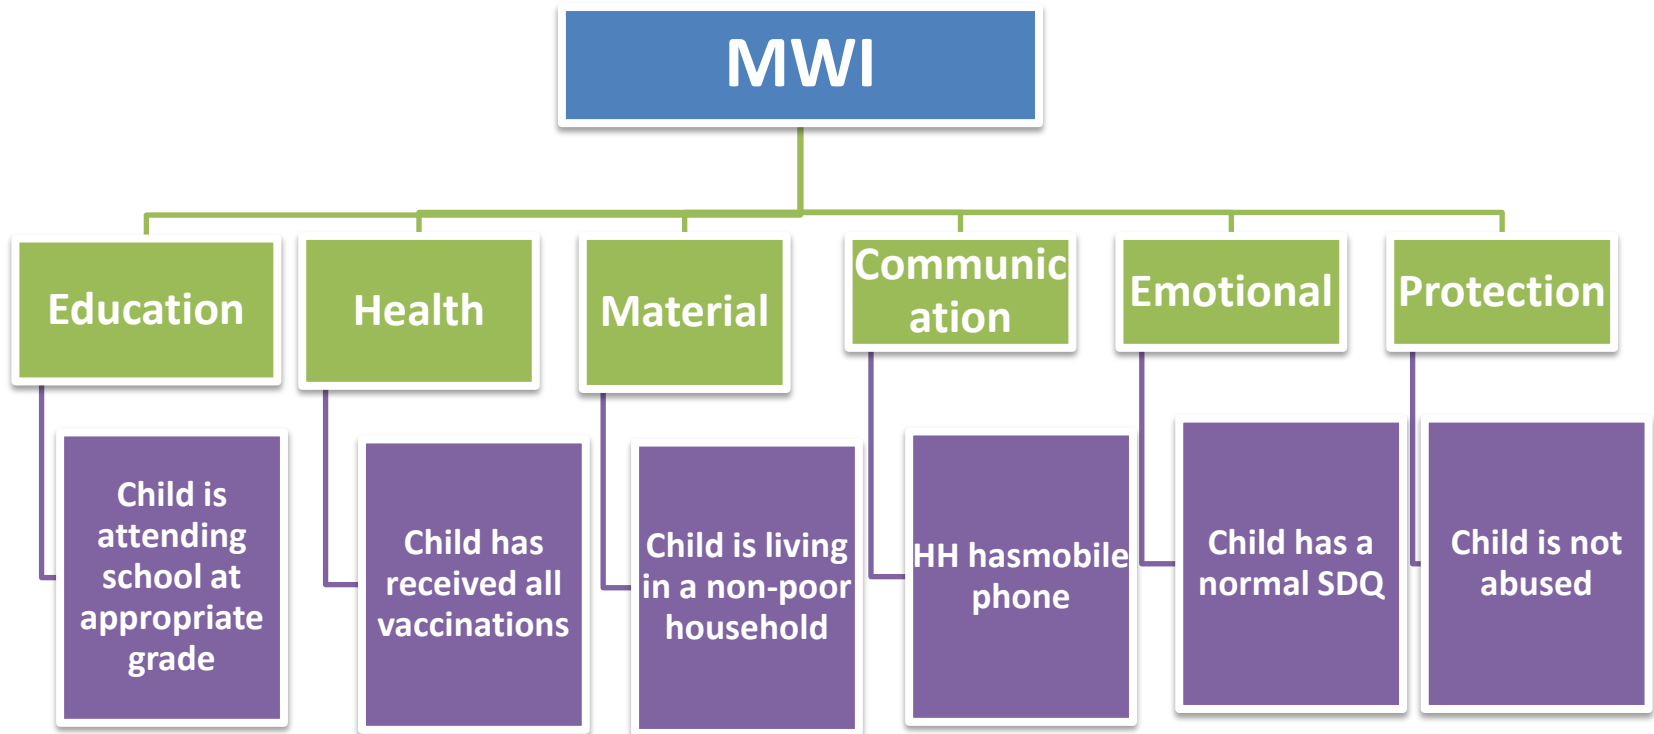 MWI
Education
Health
Material
Communic
ation
Emotional
Protection
Child is
attending
school at
appropriate
grade
Child has
received all
vaccinations
Child is living
in a non-poor
household
HH hasmobile
phone
Child has a
normal SDQ
Child is not
abused